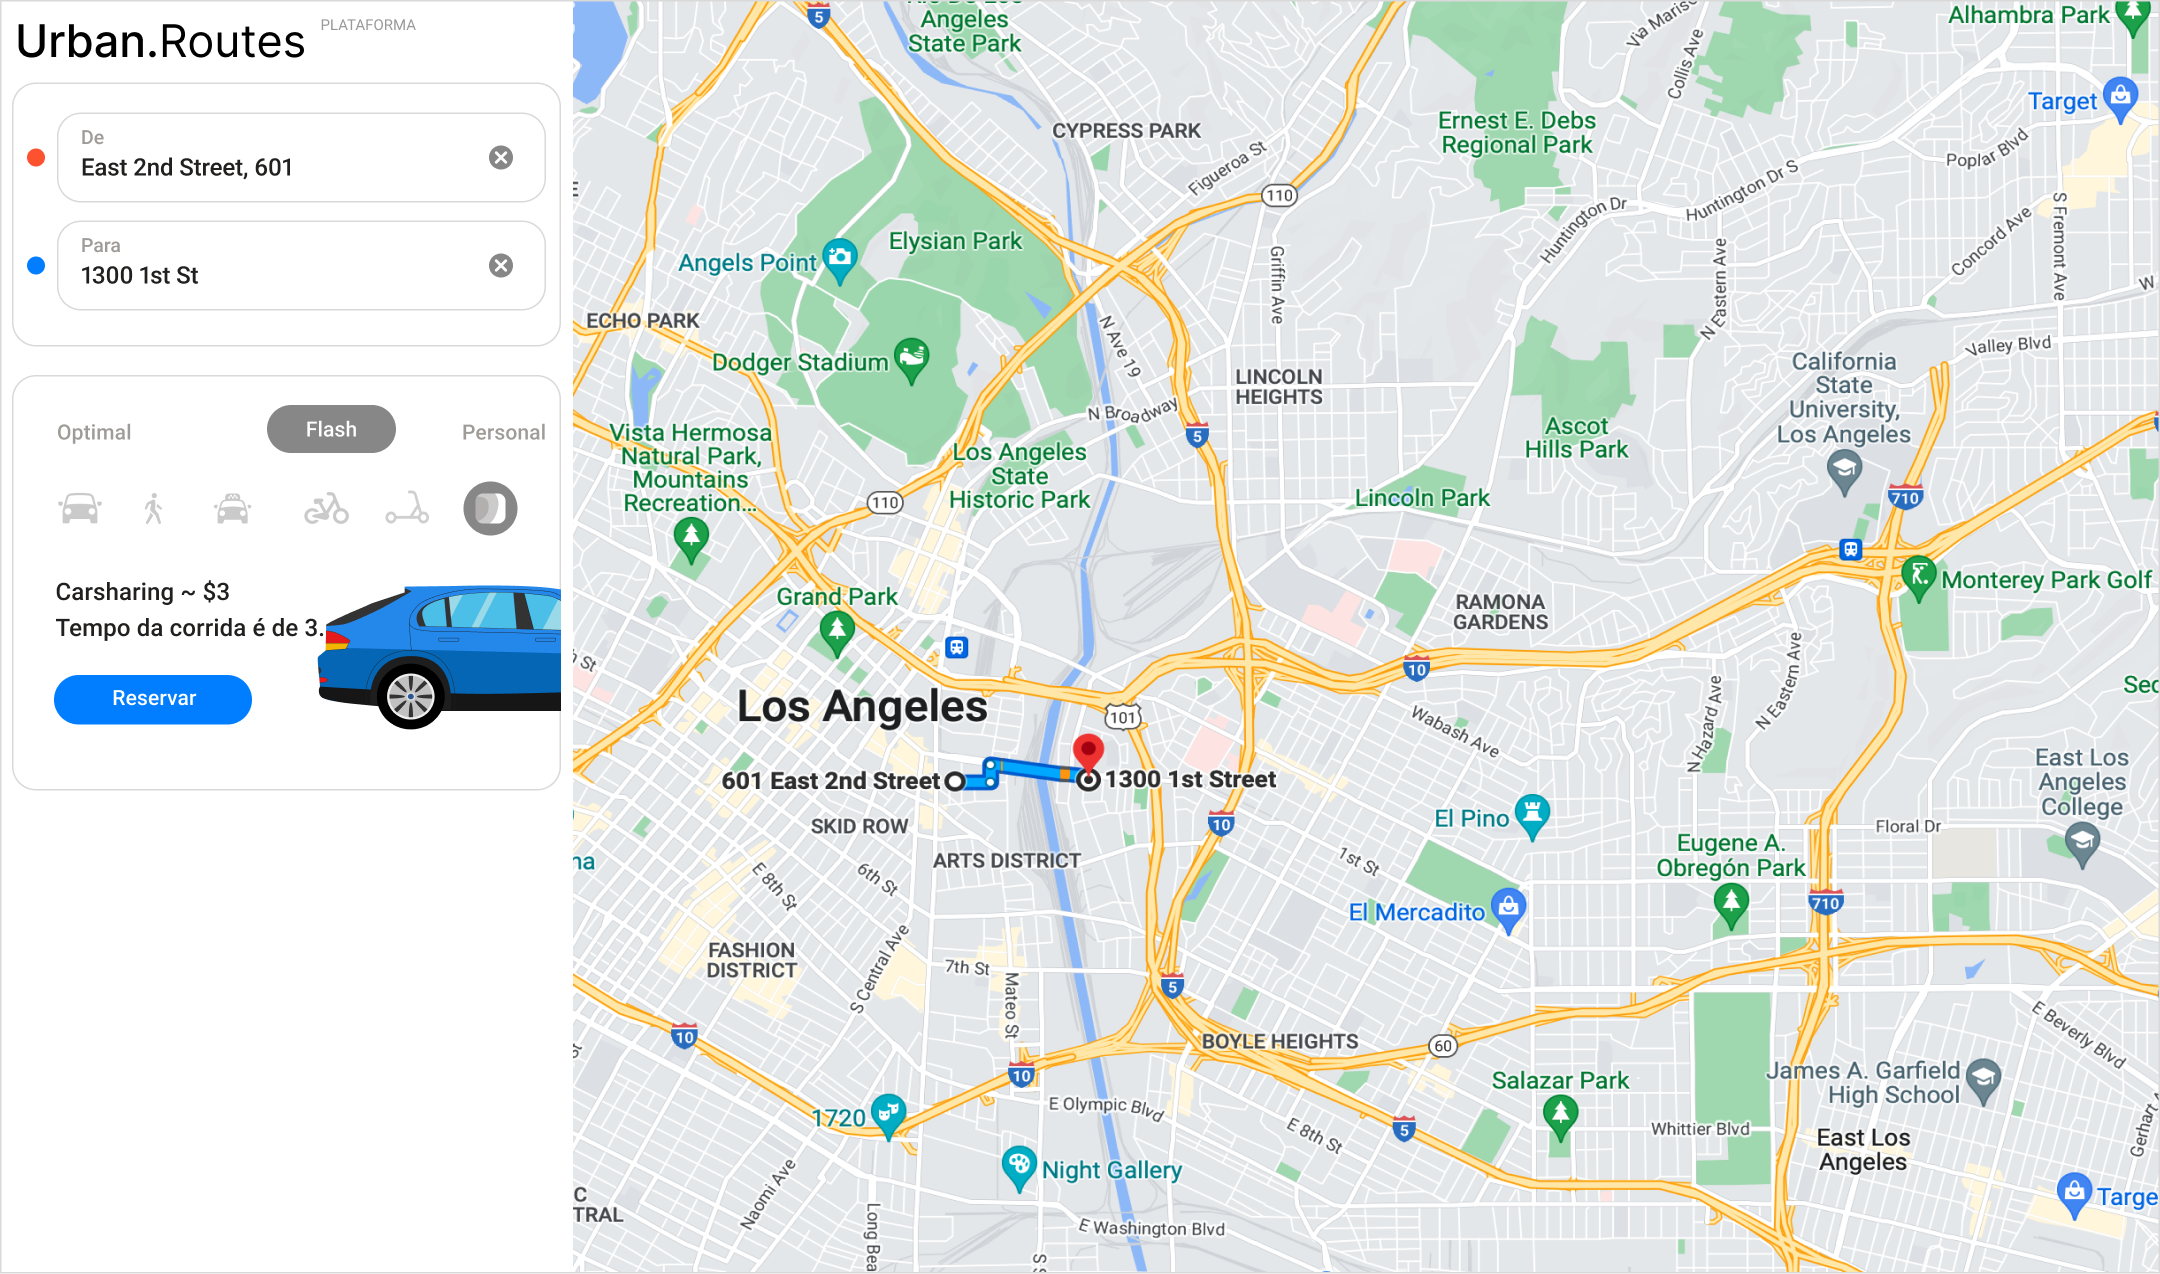 Urban.Routes
PLATAFORMA
De
East 2nd Street, 601
Para
1300 1st St
Optimal
Flash
Personal
Carsharing ~ $3
Tempo da corrida é de 3.
Reservar
5
Angeles
State Park
CYPRESS PARK
Figueroa St
110
Ernest E. Debs
Regional Park
Collis Ave
Alhambra Park
Target
Poplar Blvd
Huntington Dr S
Huntington Dr
S Fremont Ave
Concord Ave
N Eastern Ave
W
Valley Blvd
Elysian Park
Angels Point
Griffin Ave
ECHO PARK
N Ave 19
Dodger Stadium
LINCOLN
HEIGHTS
N Broadway
5
California
State
University,
Los Angeles
Ascot
Hills Park
Vista Hermosa
Natural Park,
Mountains
Recreation...
Los Angeles
State
Historic Park
110
Lincoln Park
710
Monterey Park Golf
Grand Park
RAMONA
GARDENS
10
N Eastern Ave
N Hazard Ave
Wabash Ave
Los Angeles
101
601 East 2nd Street
1300 1st Street
SKID ROW
ARTS DISTRICT
10
El Pino
1st St
East Los
Angeles
College
Floral Dr
Eugene A.
Obregón Park
710
E 8th St
6th St
El Mercadito
FASHION
DISTRICT
S Central Ave
7th St
Mateo St
5
10
10
BOYLE HEIGHTS
60
E Beverly Blvd
Salazar Park
James A. Garfield
High School
1720
E Olympic Blvd
E 8th St
5
Whittier Blvd
East Los
Angeles
Night Gallery
Naomi Ave
E Washington Blvd